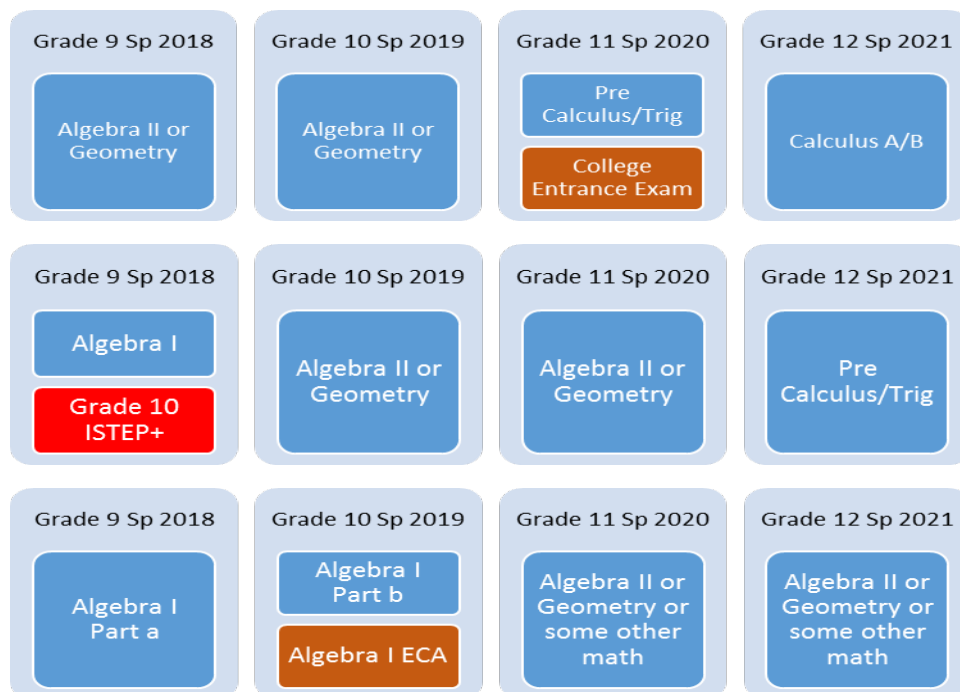 Grade 9 Sp 2018
Algebra II or
Geometry
Grade 10 Sp 2019
Algebra II or
Geometry
Grade 11 Sp 2020
Pre
Calculus/Trig
College
Entrance Exam
Grade 12 Sp 2021
Calculus A/B
Grade 9 Sp 2018
Algebra I
Grade 10
ISTEP+
Grade 10 Sp 2019
Algebra II or
Geometry
Grade 11 Sp 2020
Algebra II or
Geometry
Grade 12 Sp 2021
Pre
Calculus/Trig
Grade 9 Sp 2018
Algebra I
Part a
Grade 10 Sp 2019
Algebra I
Part b
Algebra I ECA
Grade 11 Sp 2020
Algebra II or
Geometry or
some other
math
Grade 12 Sp 2021
Algebra II or
Geometry or
some other
math